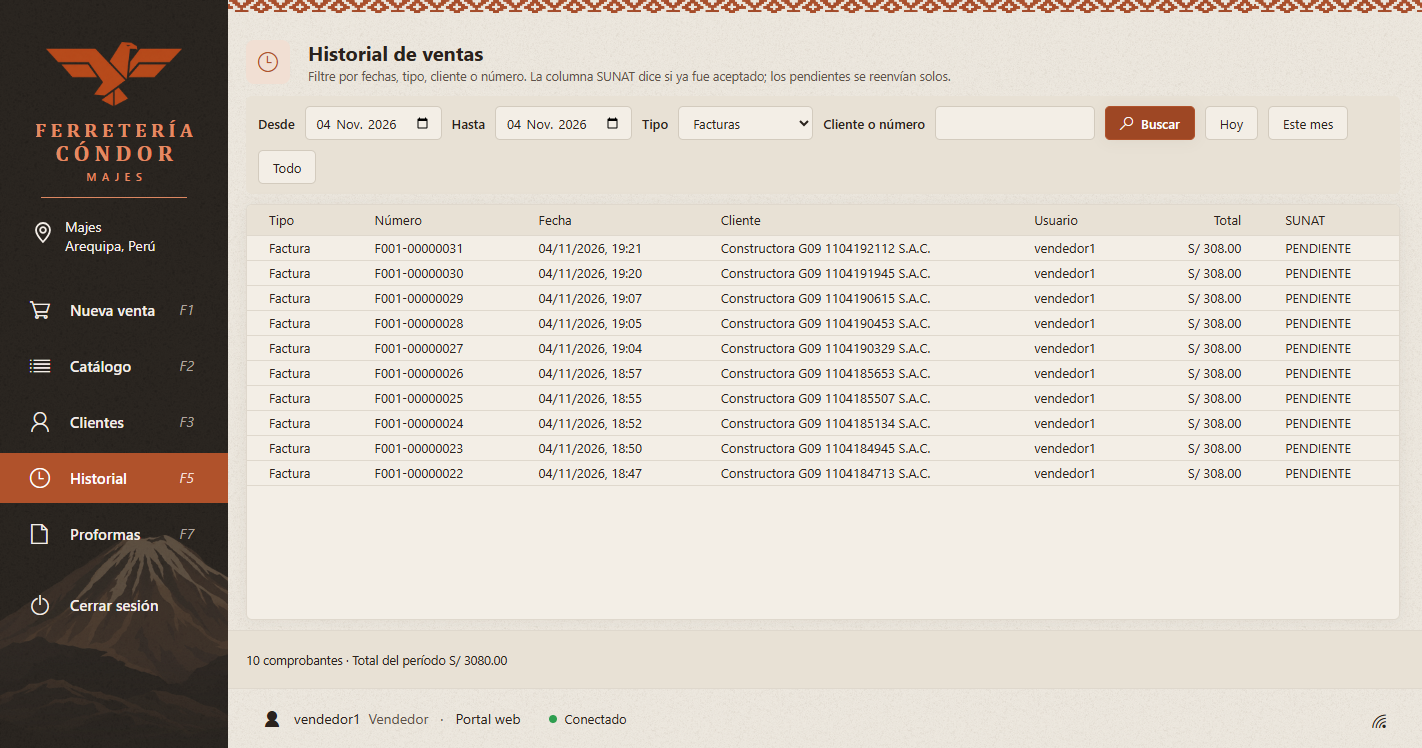 FERRETERÍA
CÓNDOR
MAJES
Majes
Arequipa, Perú
Nueva venta F1
Catálogo F2
Clientes F3
Historial F5
Proformas F7
Cerrar sesión
Historial de ventas
Filtre por fechas, tipo, cliente o número. La columna SUNAT dice si ya fue aceptado; los pendientes se reenvían solos.
Desde 04 Nov. 2026 Hasta 04 Nov. 2026 Tipo Facturas Cliente o número Buscar Hoy Este mes
Todo
Tipo Número Fecha Cliente Usuario Total SUNAT
Factura F001-00000031 04/11/2026, 19:21 Constructora G09 1104192112 S.A.C. vendedor1 S/ 308.00 PENDIENTE
Factura F001-00000030 04/11/2026, 19:20 Constructora G09 1104191945 S.A.C. vendedor1 S/ 308.00 PENDIENTE
Factura F001-00000029 04/11/2026, 19:07 Constructora G09 1104190615 S.A.C. vendedor1 S/ 308.00 PENDIENTE
Factura F001-00000028 04/11/2026, 19:05 Constructora G09 1104190453 S.A.C. vendedor1 S/ 308.00 PENDIENTE
Factura F001-00000027 04/11/2026, 19:04 Constructora G09 1104190329 S.A.C. vendedor1 S/ 308.00 PENDIENTE
Factura F001-00000026 04/11/2026, 18:57 Constructora G09 1104185653 S.A.C. vendedor1 S/ 308.00 PENDIENTE
Factura F001-00000025 04/11/2026, 18:55 Constructora G09 1104185507 S.A.C. vendedor1 S/ 308.00 PENDIENTE
Factura F001-00000024 04/11/2026, 18:52 Constructora G09 1104185134 S.A.C. vendedor1 S/ 308.00 PENDIENTE
Factura F001-00000023 04/11/2026, 18:50 Constructora G09 1104184945 S.A.C. vendedor1 S/ 308.00 PENDIENTE
Factura F001-00000022 04/11/2026, 18:47 Constructora G09 1104184713 S.A.C. vendedor1 S/ 308.00 PENDIENTE
10 comprobantes · Total del período S/ 3080.00
vendedor1 Vendedor · Portal web Conectado